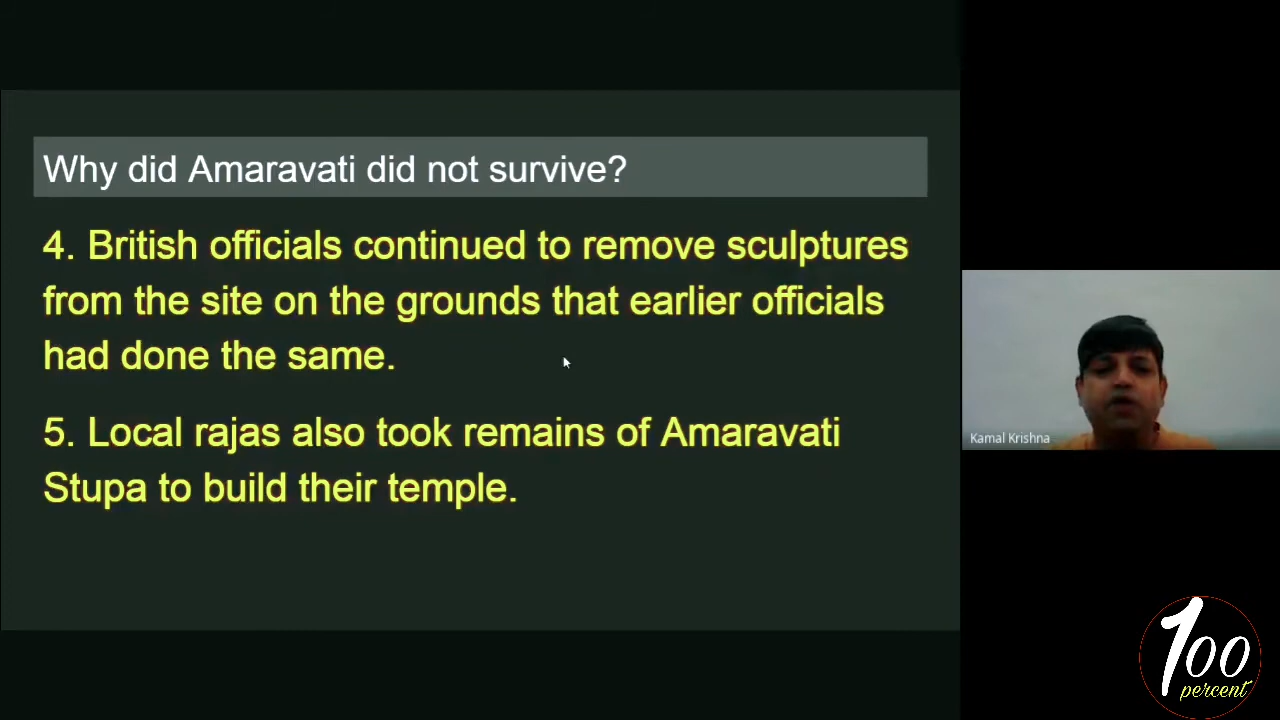 Why did Amaravati did not survive?
4. British officials continued to remove sculptures
from the site on the grounds that earlier officials
had done the same.
5. Local rajas also took remains of Amaravati
Stupa to build their temple.
Kamal Krishna
100
percent